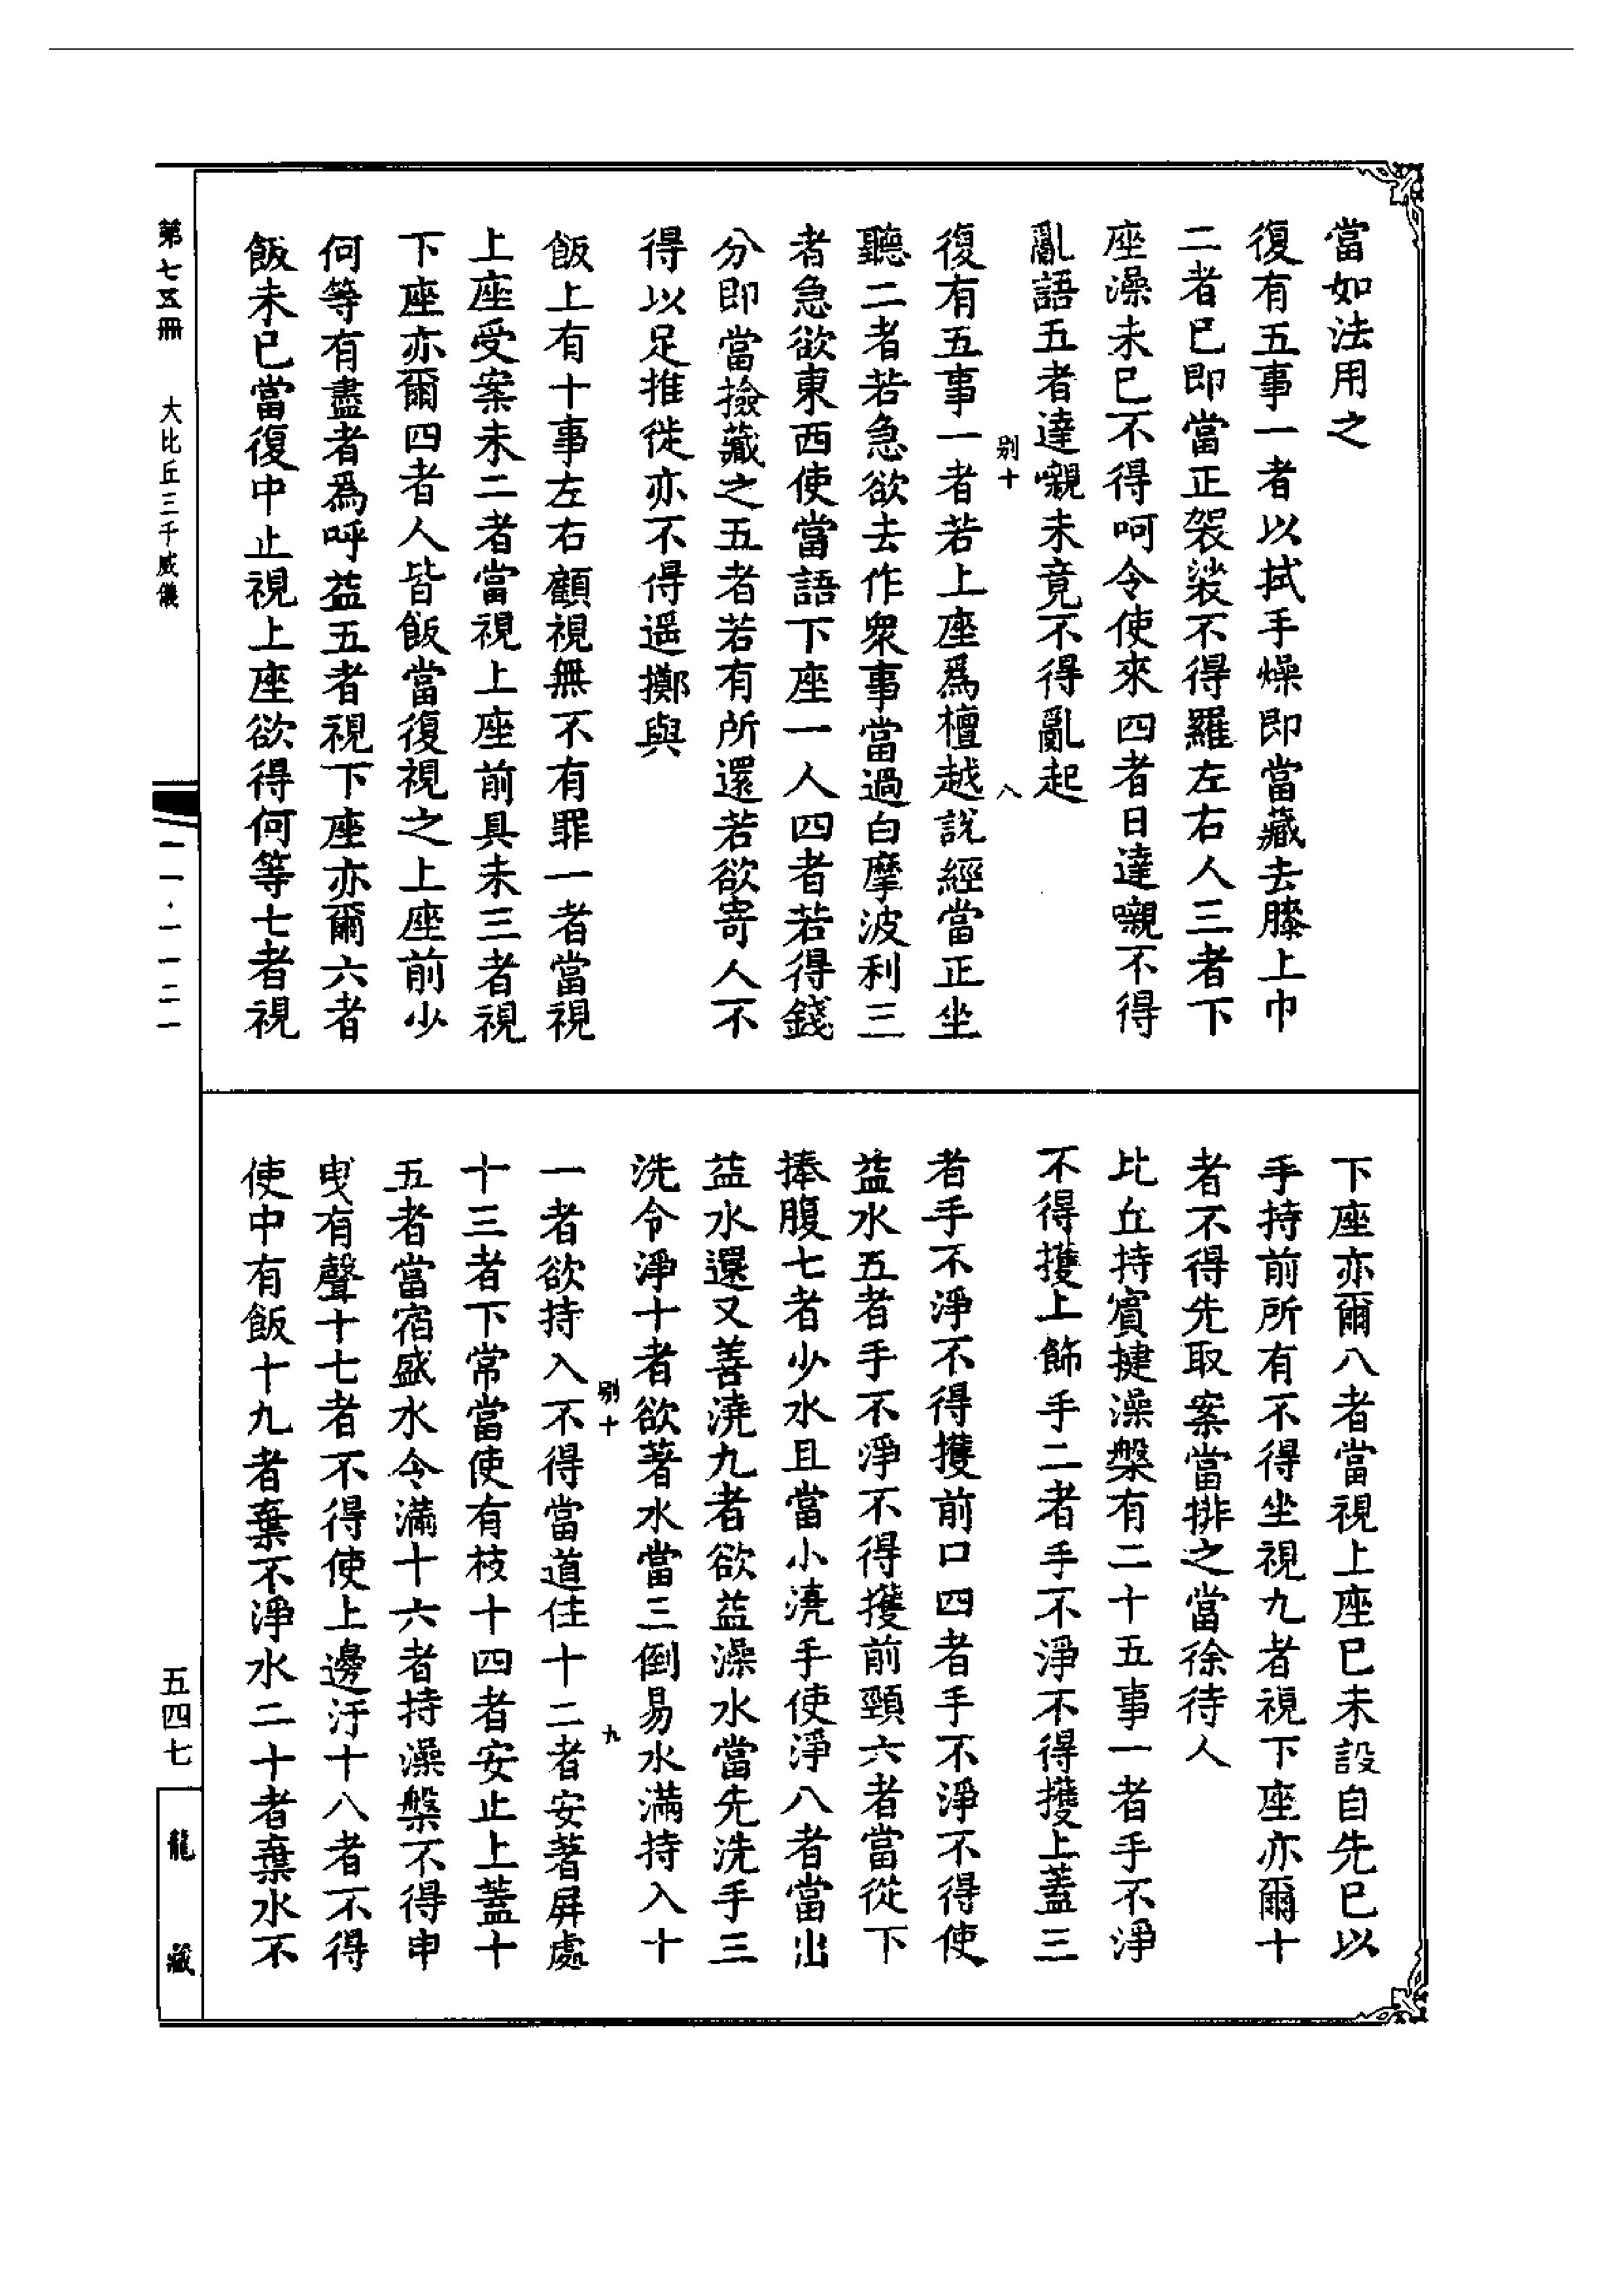 當如法用之
復有五事一者以拭手燥即當藏去膝上巾
二者已即當正袈裟不得羅左右人三者下
座澡未已不得呵令使來四者日達嚫不得
亂語五者達嚫未竟不得亂起
別十 八
復有五事一者若上座爲檀越說經當正坐
聽二者若急欲去作衆事當過白摩波利三
者急欲東西使當語下座一人四者若得錢
分即當撿藏之五者若有所還若欲寄人不
得以足推徙亦不得遥擲與
飯上有十事左右顧視無不有罪一者當視
上座受案未二者當視上座前具未三者視
下座亦爾四者人皆飯當復視之上座前少
何等有盡者爲呼益五者視下座亦爾六者
飯未已當復中止視上座欲得何等七者視
下座亦爾八者當視上座已未設自先已以
手持前所有不得坐視九者視下座亦爾十
者不得先取案當排之當徐待人
比丘持賓揵澡槃有二十五事一者手不淨
不得擭上飾手二者手不淨不得擭上蓋三
者手不淨不得擭前口四者手不淨不得使
益水五者手不淨不得擭前頸六者當從下
捧腹七者少水且當小澆手使淨八者當出
益水還又善澆九者欲益澡水當先洗手三
洗令淨十者欲著水當三倒易水滿持入十
別十 九
一者欲持入不得當道住十二者安著屏處
十三者下常當使有枝十四者安止上蓋十
五者當宿盛水令滿十六者持澡槃不得申
曳有聲十七者不得使上邊汙十八者不得
使中有飯十九者棄不淨水二十者棄水不
第七五冊 大比丘三千威儀
五四七
龍藏